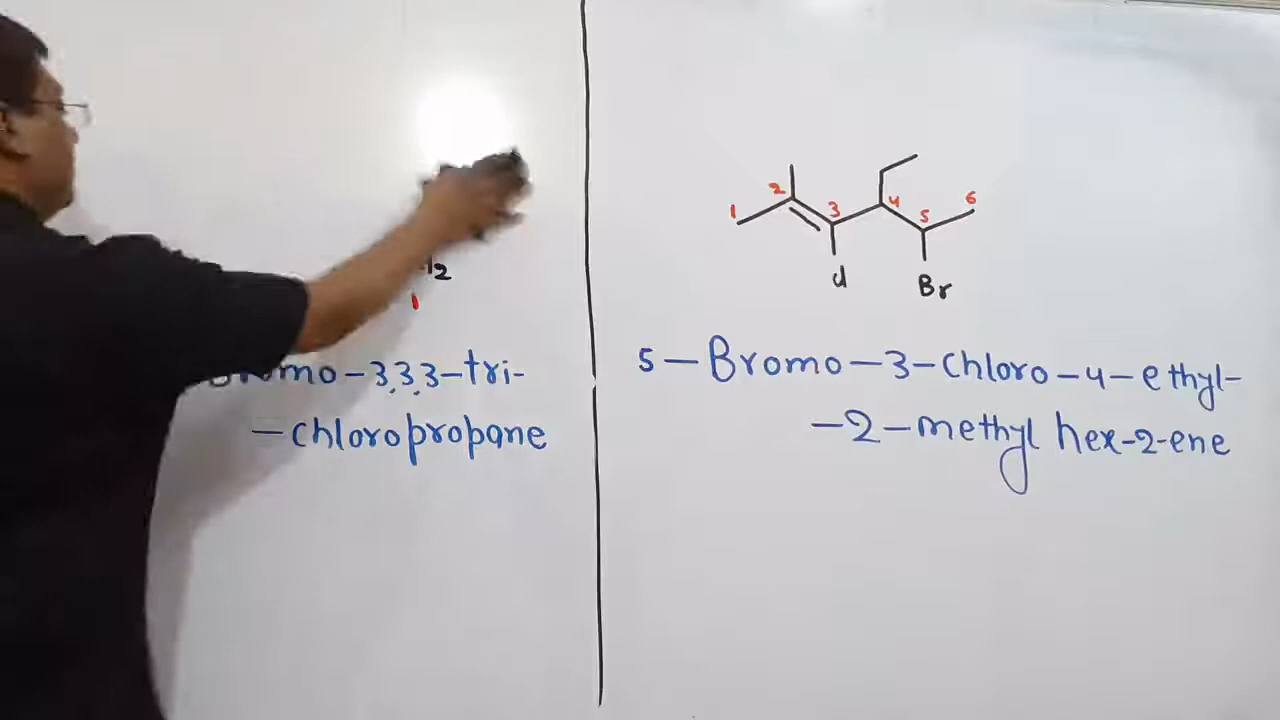 2
1
-3,3,3-tri-
-chloropropane
1 2 3 4 5 6
Cl Br
5-Bromo-3-chloro-4-ethyl-
-2-methyl hex-2-ene